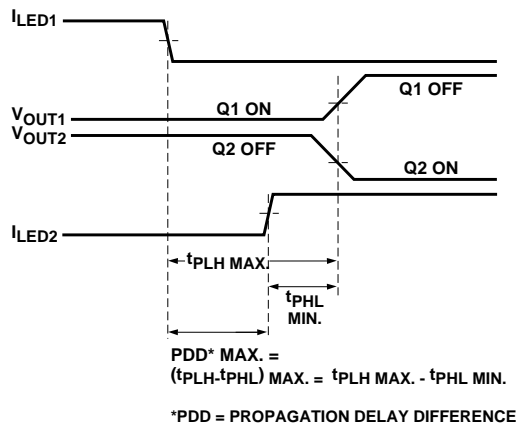 ILED1
Q1 OFF
VOUT1
Q1 ON
VOUT2
Q2 OFF
Q2 ON
ILED2
tPLH MAX.
tPHL
MIN.
PDD* MAX. =
(tPLH-tPHL) MAX. = tPLH MAX. - tPHL MIN.
*PDD = PROPAGATION DELAY DIFFERENCE